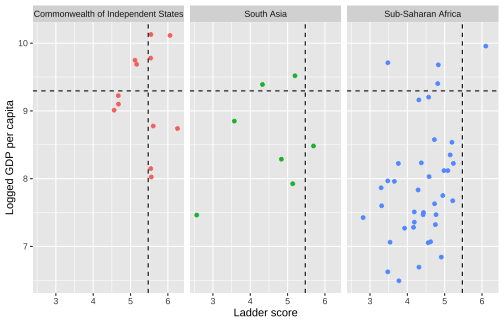 Commonwealth of Independent States
South Asia
Sub-Saharan Africa
Logged GDP per capita
10
9
8
7
3 4 5 6
3 4 5 6
3 4 5 6
Ladder score